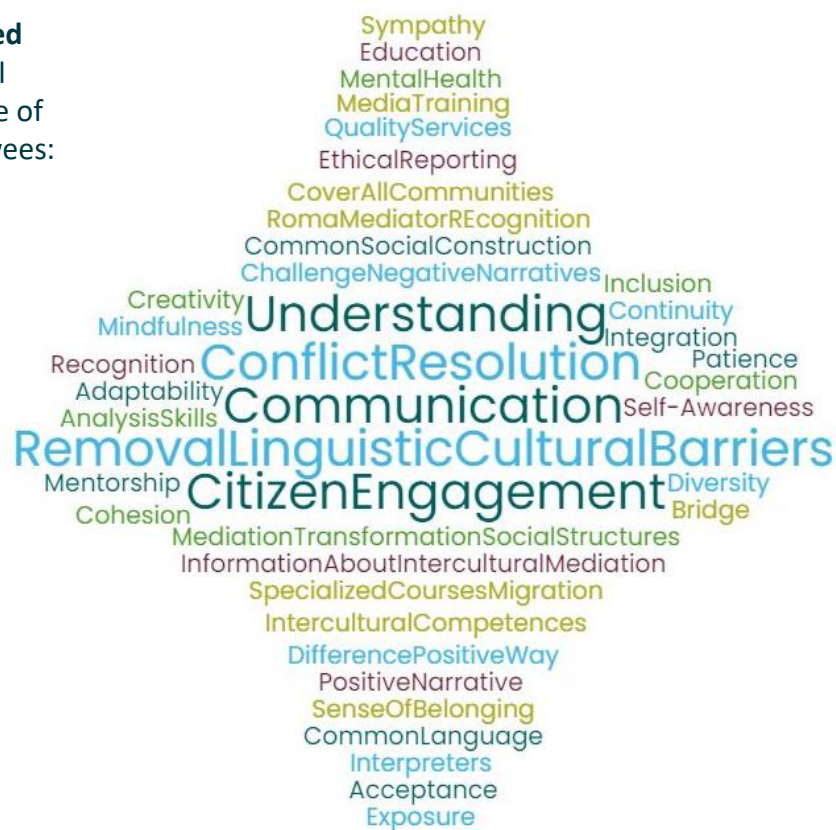 ed
l
e of
ees:
Sympathy
Education
MentalHealth
MediaTraining
QualityServices
EthicalReporting
CoverAllCommunities
RomaMediatorREcognition
CommonSocialConstruction
ChallengeNegativeNarratives Inclusion
Creativity Understanding Continuity
Mindfulness Integration
Recognition ConflictResolution Patience
Adaptability Cooperation
AnalysisSkills Communication Self-Awareness
RemovalLinguisticCulturalBarriers
Mentorship CitizenEngagement Diversity
Cohesion Bridge
MediationTransformationSocialStructures
InformationAboutInterculturalMediation
SpecializedCoursesMigration
InterculturalCompetences
DifferencePositiveWay
PositiveNarrative
SenseOfBelonging
CommonLanguage
Interpreters
Acceptance
Exposure